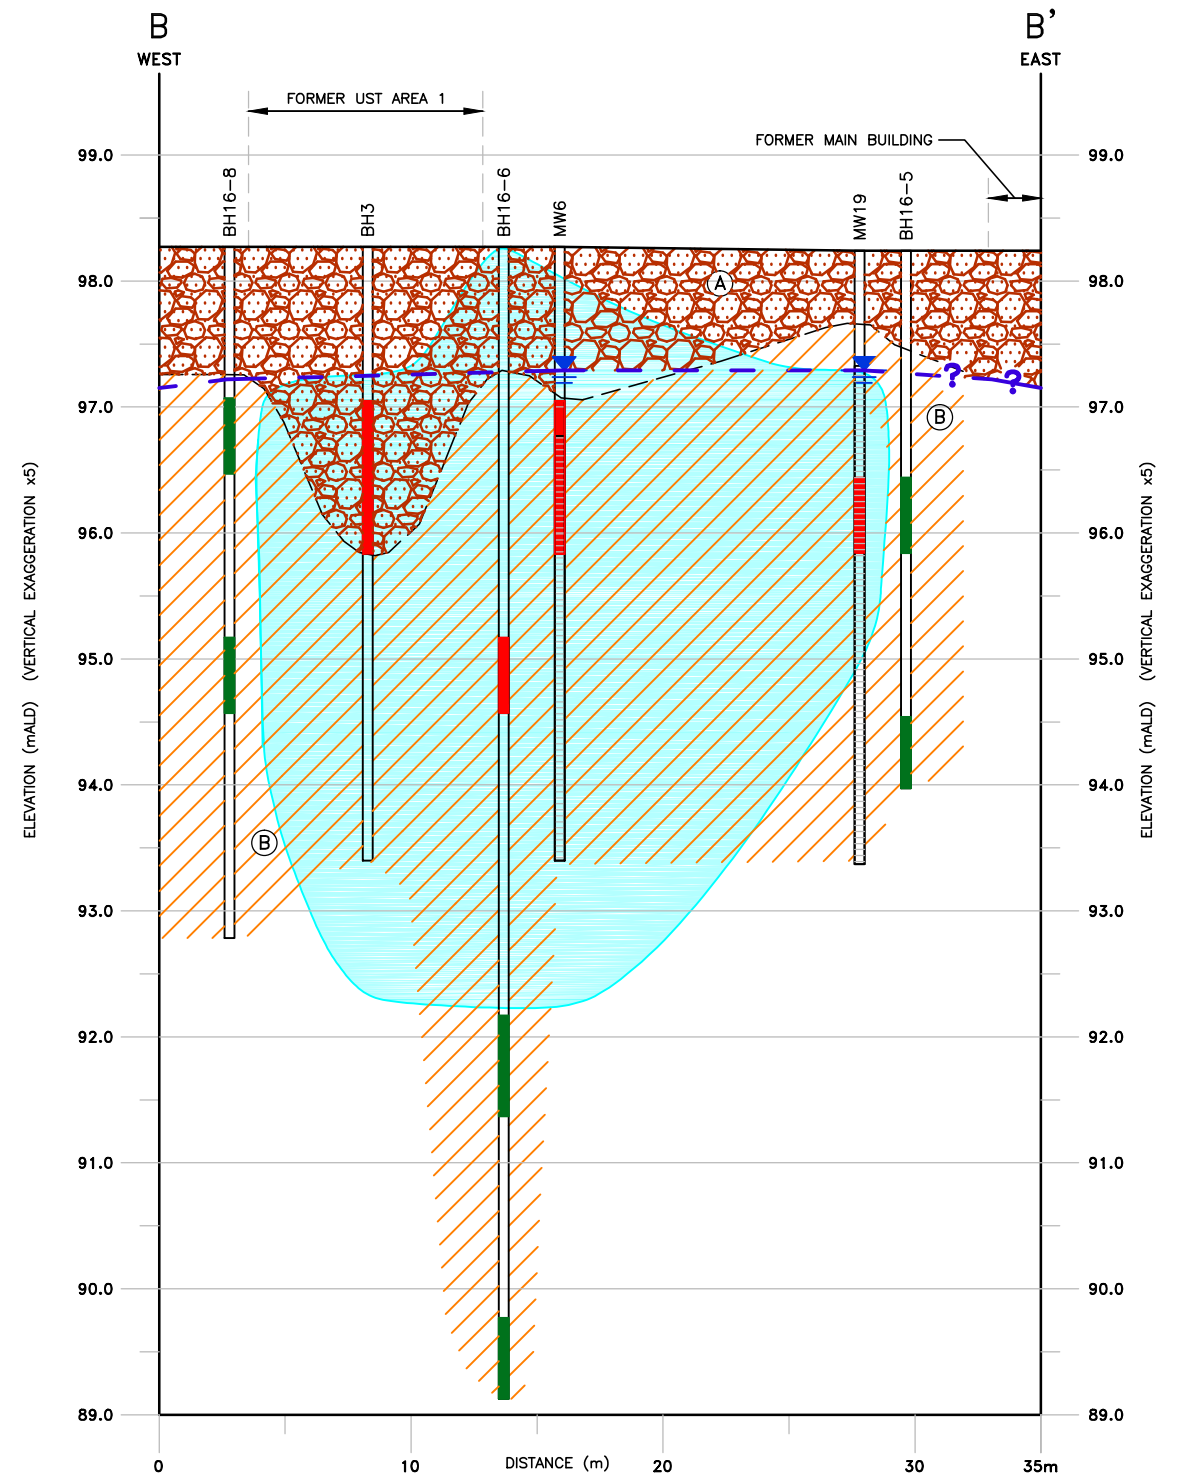 B B'
WEST EAST
FORMER UST AREA 1
FORMER MAIN BUILDING
99.0 99.0
BH16-8 BH3 BH16-6 MW6 MW19 BH16-5
A
98.0 98.0
? ?
97.0 97.0
B
96.0 96.0
ELEVATION (mALD) (VERTICAL EXAGGERATION x5)
ELEVATION (mALD) (VERTICAL EXAGGERATION x5)
95.0 95.0
94.0 94.0
B
93.0 93.0
92.0 92.0
91.0 91.0
90.0 90.0
89.0 89.0
0 10 20 30 35m
DISTANCE (m)